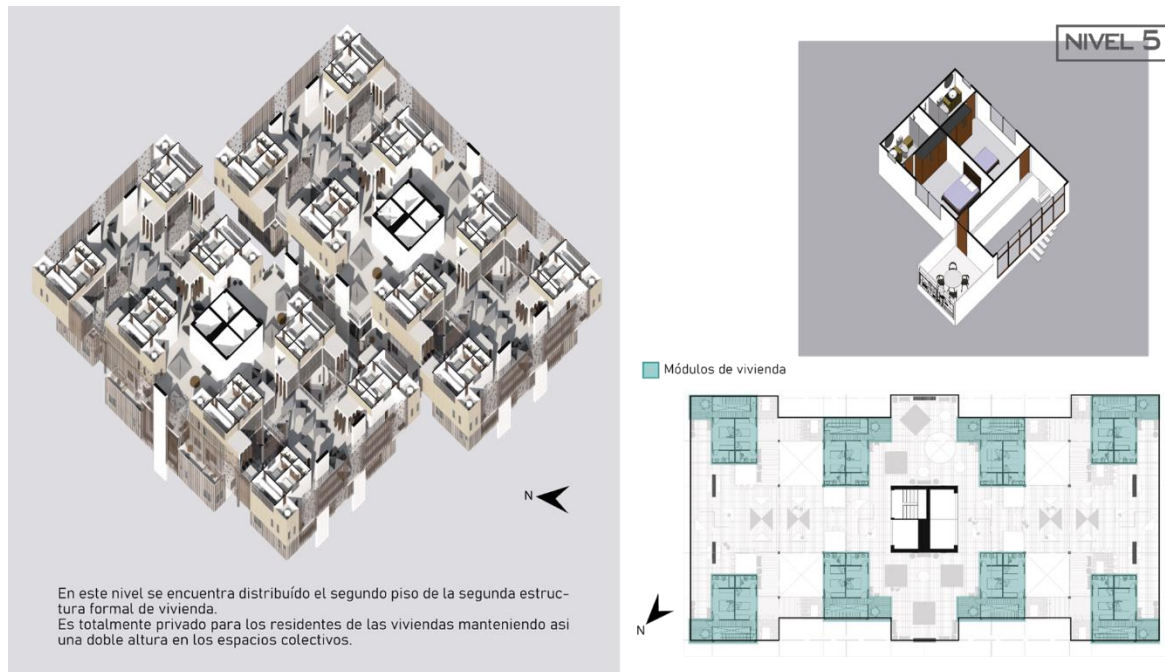 NIVEL 5
Módulos de vivienda
N
En este nivel se encuentra distribuído el segundo piso de la segunda estruc-
tura formal de vivienda.
Es totalmente privado para los residentes de las viviendas manteniendo asi
una doble altura en los espacios colectivos.
N